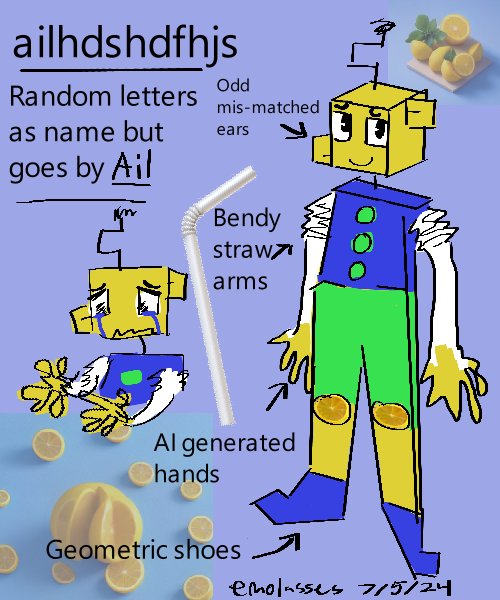 ailhdshdfhjs
Random letters
as name but
goes by Ail
Odd
mis-matched
ears
Bendy
straw
arms
AI generated
hands
Geometric shoes
emolasses 7/5/24